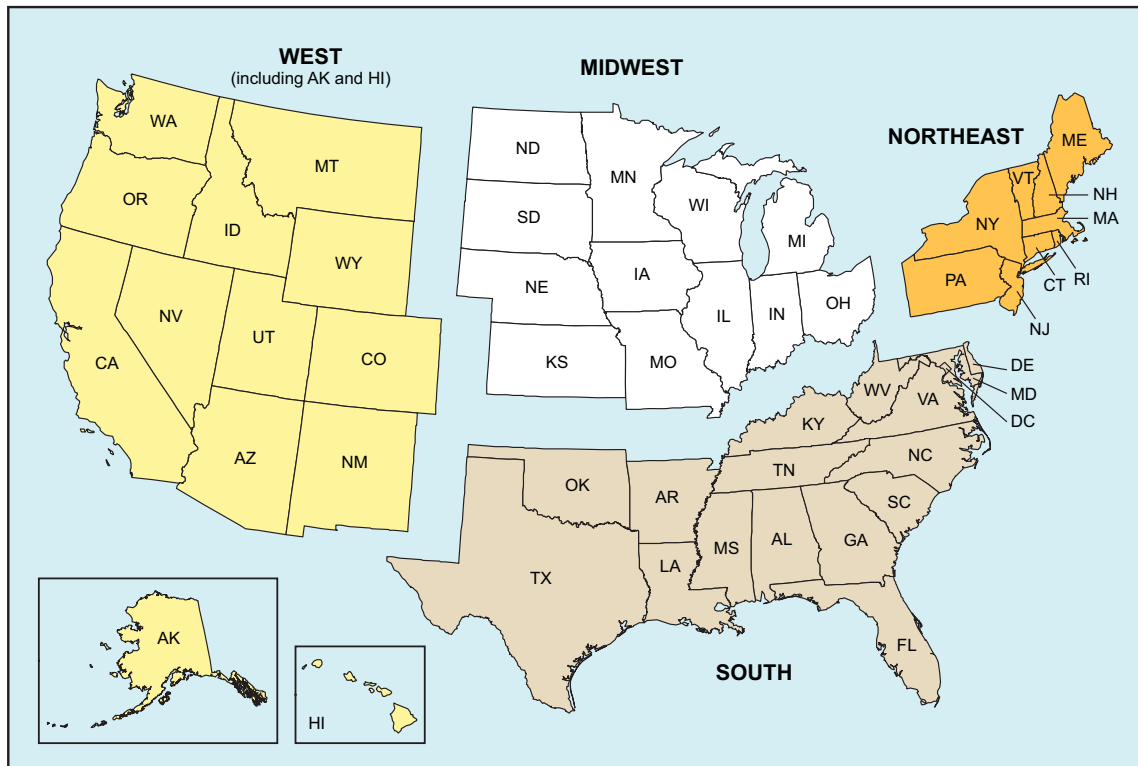 WEST
(including AK and HI)
MIDWEST
NORTHEAST
WA
MT
OR
ID
WY
NV
UT
CO
CA
AZ
NM
ND
MN
SD
WI
MI
NE
IA
IL
IN
OH
KS
MO
ME
VT
NH
MA
NY
RI
CT
PA
NJ
DE
MD
DC
WV
VA
KY
NC
TN
SC
OK
AR
MS
AL
GA
LA
TX
FL
SOUTH
AK
HI